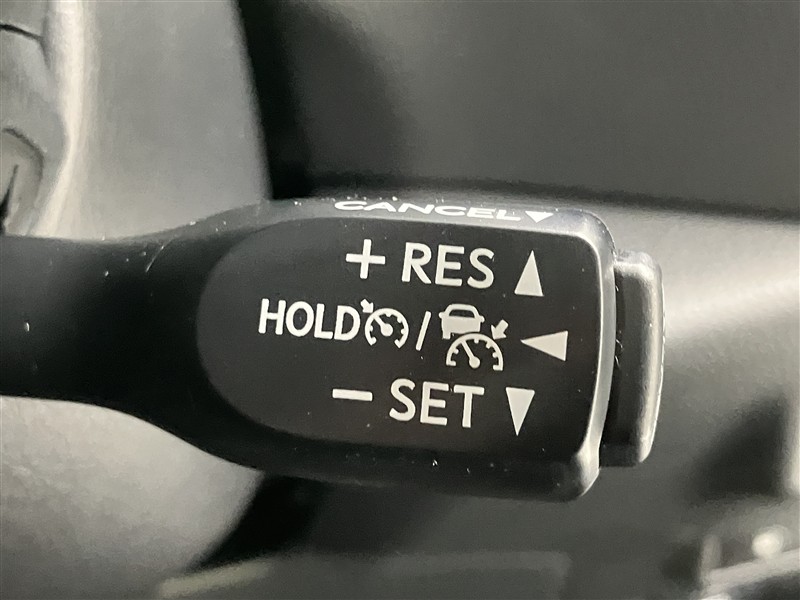 CANCEL▼
+ RES ▲
HOLD / ◀
− SET ▼